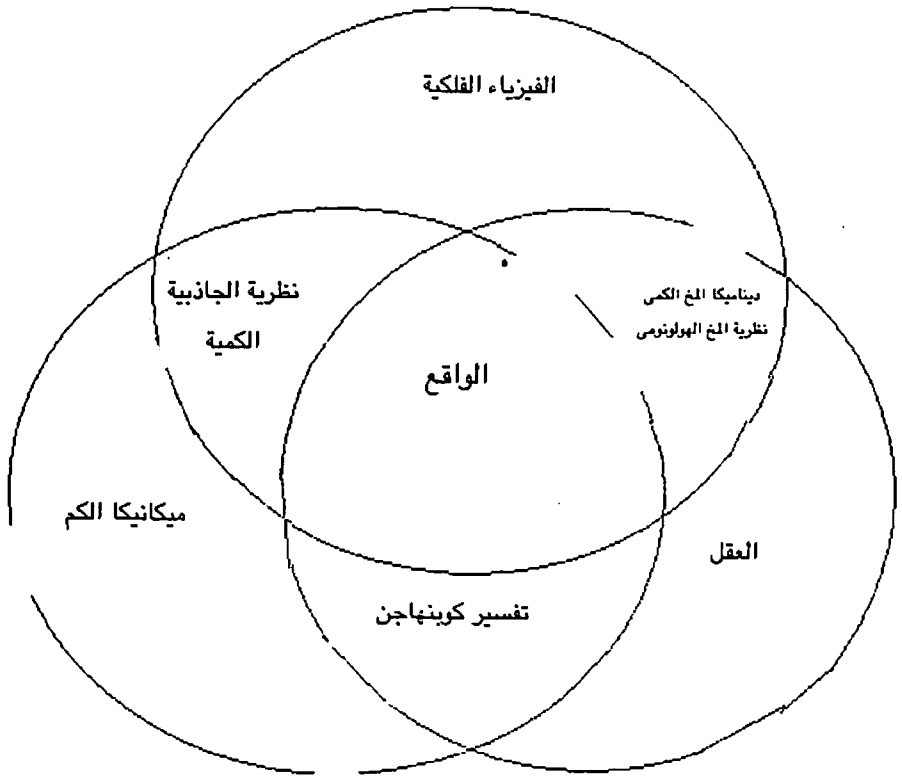 الفيزياء الفلكية
نظرية الجاذبية
الكمية
ديناميكا المخ الكمى
نظرية المخ الهولونومى
الواقع
ميكانيكا الكم
العقل
تفسير كوبنهاجن